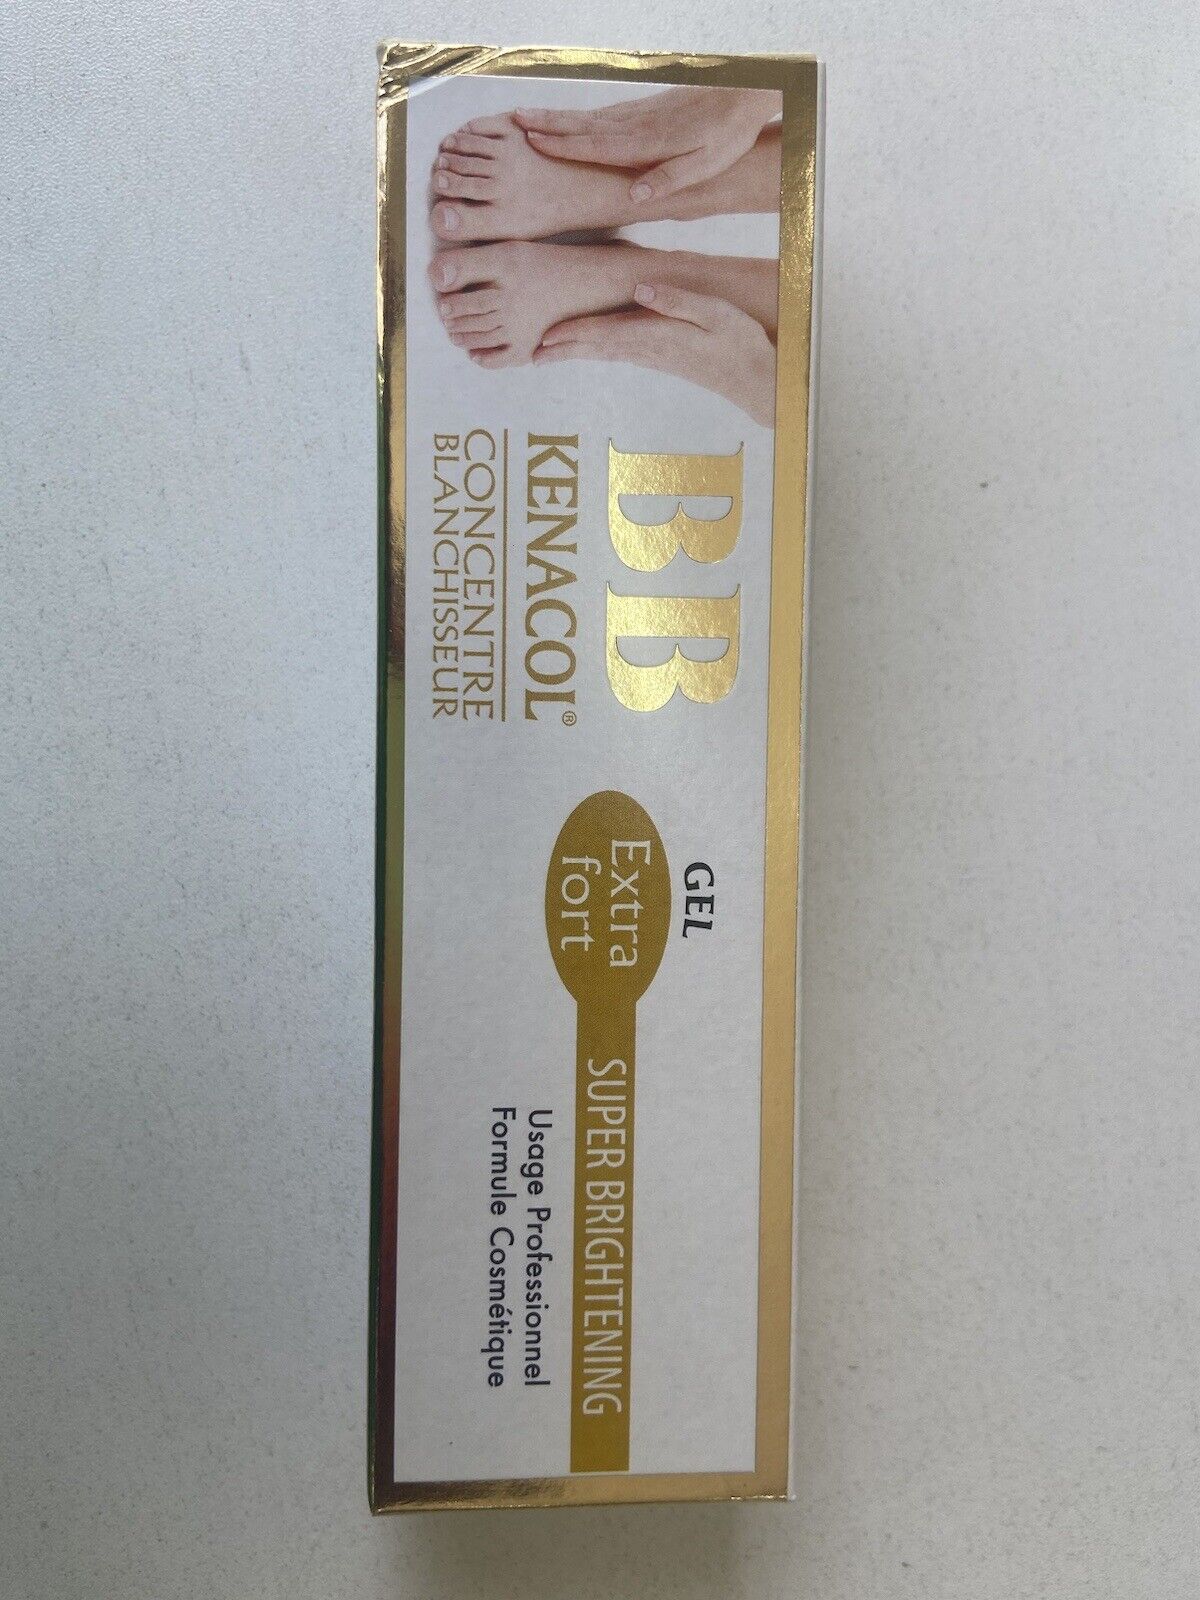 BB
KENACOL®
CONCENTRE
BLANCHISSEUR
GEL
Extra
fort
SUPER BRIGHTENING
Usage Professionnel
Formule Cosmétique